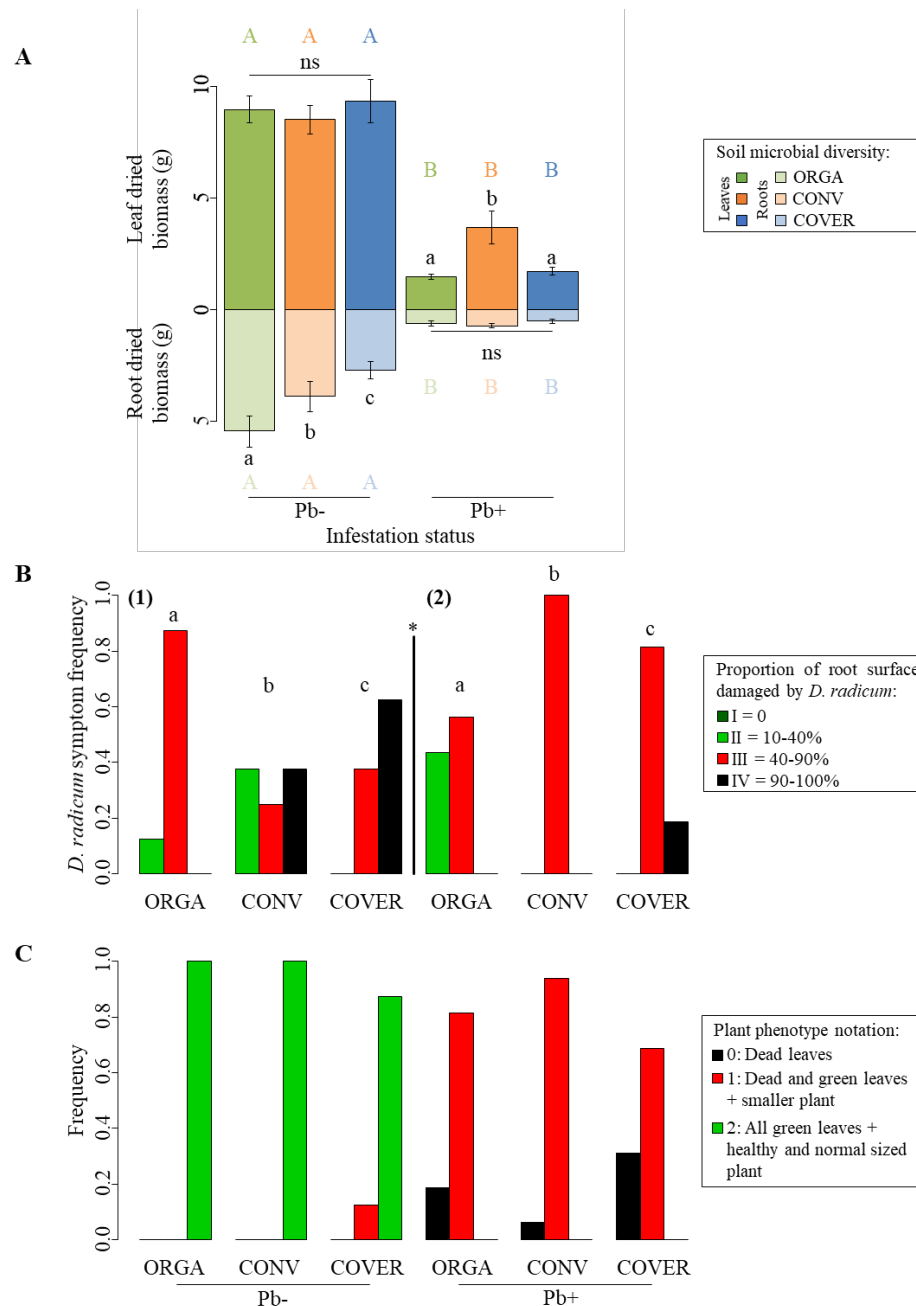 A
A A A
ns
10
5
0
5
Leaf dried
biomass (g)
Root dried
biomass (g)
B B B
b
a a
ns
B B B
a b c
A A A
Pb- Pb+
Infestation status
Soil microbial diversity:
Leaves
Roots
ORGA
CONV
COVER
B
(1) (2)
D. radicum symptom frequency
1.0
0.8
0.6
0.4
0.2
0.0
a b c * a b c
ORGA CONV COVER ORGA CONV COVER
Proportion of root surface
damaged by D. radicum:
I = 0
II = 10-40%
III = 40-90%
IV = 90-100%
C
Frequency
1.0
0.8
0.6
0.4
0.2
0.0
ORGA CONV COVER ORGA CONV COVER
Pb- Pb+
Plant phenotype notation:
0: Dead leaves
1: Dead and green leaves
+ smaller plant
2: All green leaves +
healthy and normal sized
plant